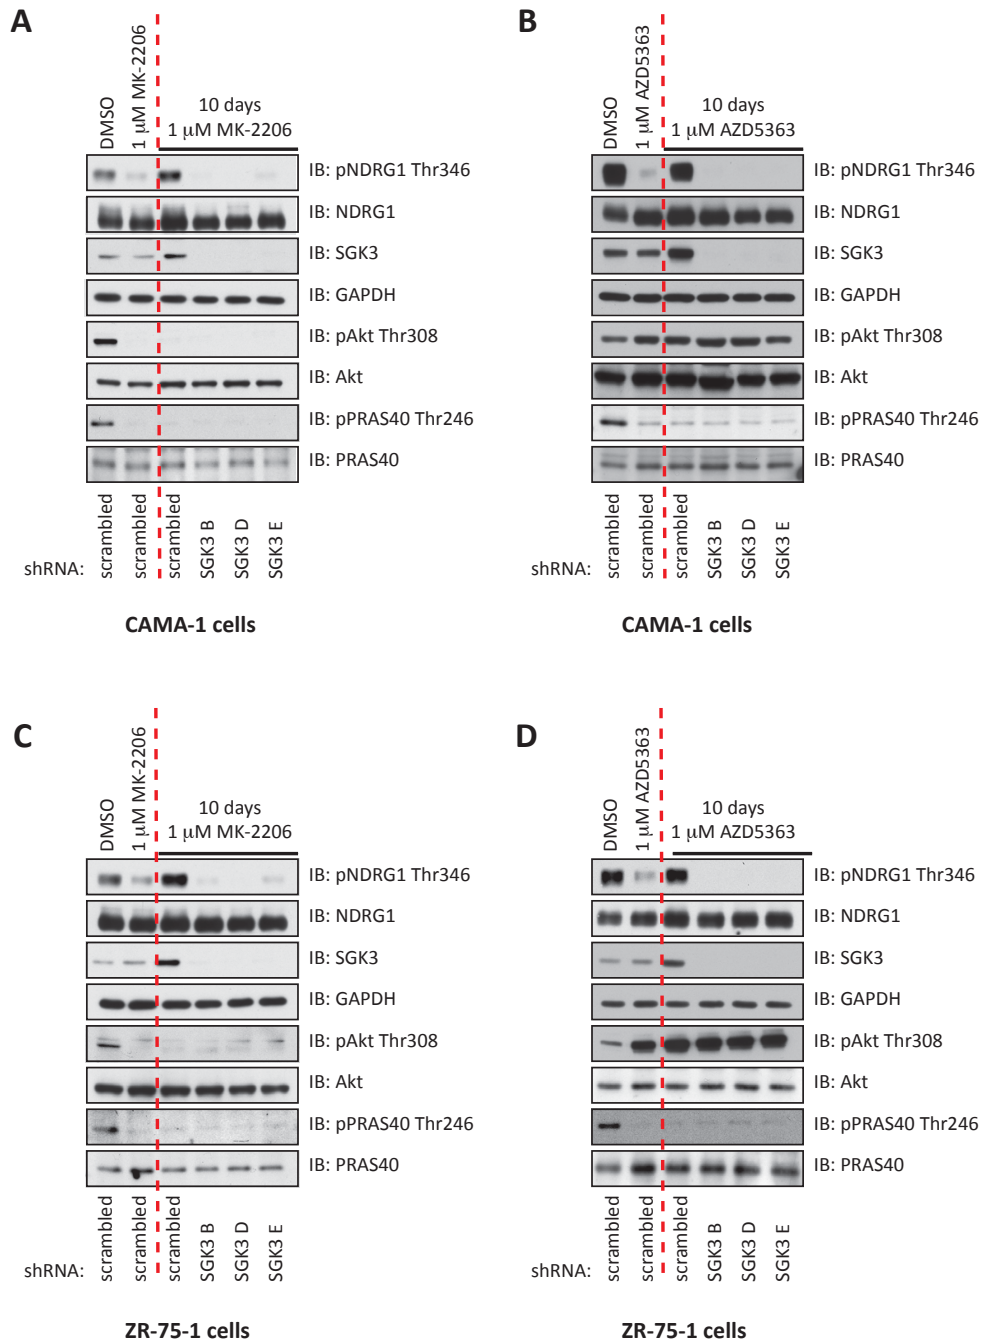 A
DMSO
1 μM MK-2206
10 days
1 μM MK-2206
IB: pNDRG1 Thr346
IB: NDRG1
IB: SGK3
IB: GAPDH
IB: pAkt Thr308
IB: Akt
IB: pPRAS40 Thr246
IB: PRAS40
shRNA:
scrambled
scrambled
scrambled
SGK3 B
SGK3 D
SGK3 E
CAMA-1 cells
B
DMSO
1 μM AZD5363
10 days
1 μM AZD5363
IB: pNDRG1 Thr346
IB: NDRG1
IB: SGK3
IB: GAPDH
IB: pAkt Thr308
IB: Akt
IB: pPRAS40 Thr246
IB: PRAS40
shRNA:
scrambled
scrambled
scrambled
SGK3 B
SGK3 D
SGK3 E
CAMA-1 cells
C
DMSO
1 μM MK-2206
10 days
1 μM MK-2206
IB: pNDRG1 Thr346
IB: NDRG1
IB: SGK3
IB: GAPDH
IB: pAkt Thr308
IB: Akt
IB: pPRAS40 Thr246
IB: PRAS40
shRNA:
scrambled
scrambled
scrambled
SGK3 B
SGK3 D
SGK3 E
ZR-75-1 cells
D
DMSO
1 μM AZD5363
10 days
1 μM AZD5363
IB: pNDRG1 Thr346
IB: NDRG1
IB: SGK3
IB: GAPDH
IB: pAkt Thr308
IB: Akt
IB: pPRAS40 Thr246
IB: PRAS40
shRNA:
scrambled
scrambled
scrambled
SGK3 B
SGK3 D
SGK3 E
ZR-75-1 cells